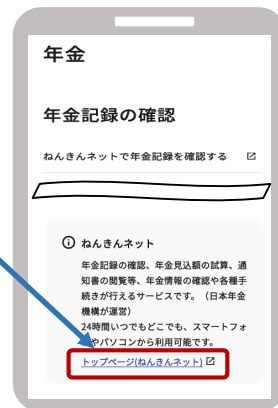 年金
年金記録の確認
ねんきんネットで年金記録を確認する
ねんきんネット
年金記録の確認、年金見込額の試算、通
知書の閲覧等、年金情報の確認や各種手
続きが行えるサービスです。（日本年金
機構が運営）
24時間いつでもどこでも、スマートフォ
やパソコンから利用可能です。
トップページ(ねんきんネット)